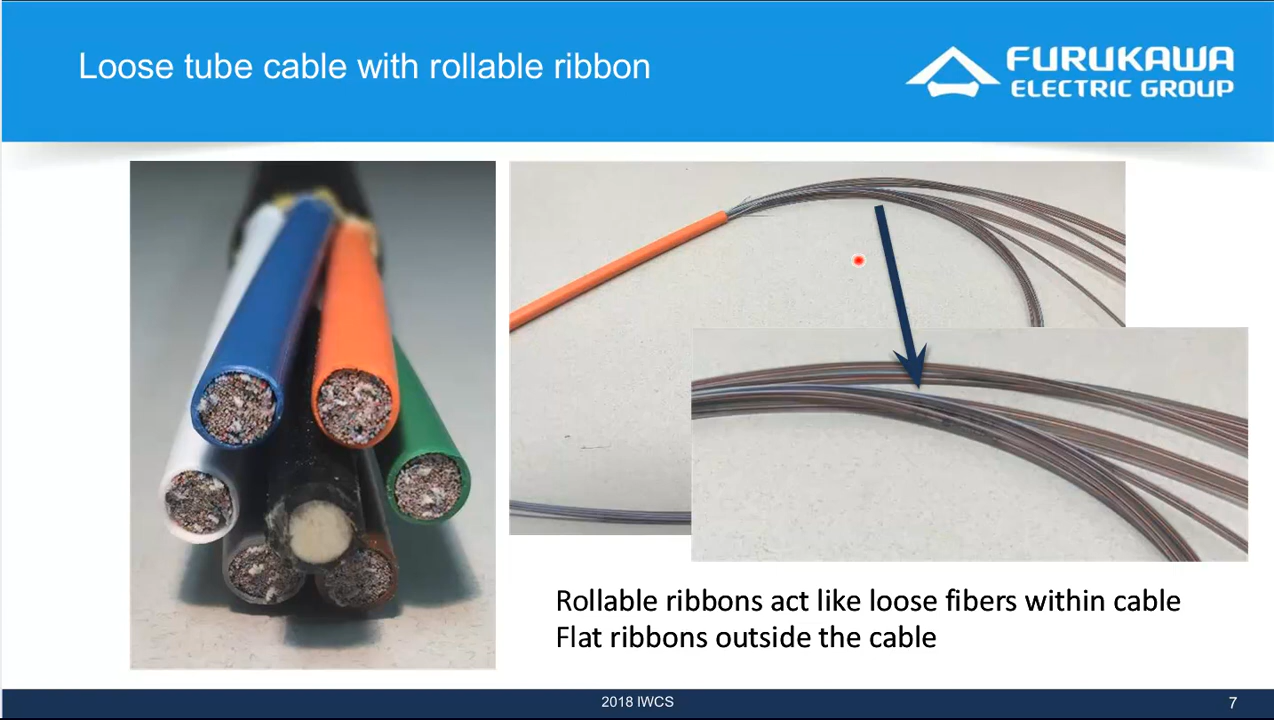 Loose tube cable with rollable ribbon
FURUKAWA
ELECTRIC GROUP
Rollable ribbons act like loose fibers within cable
Flat ribbons outside the cable
2018 IWCS
7